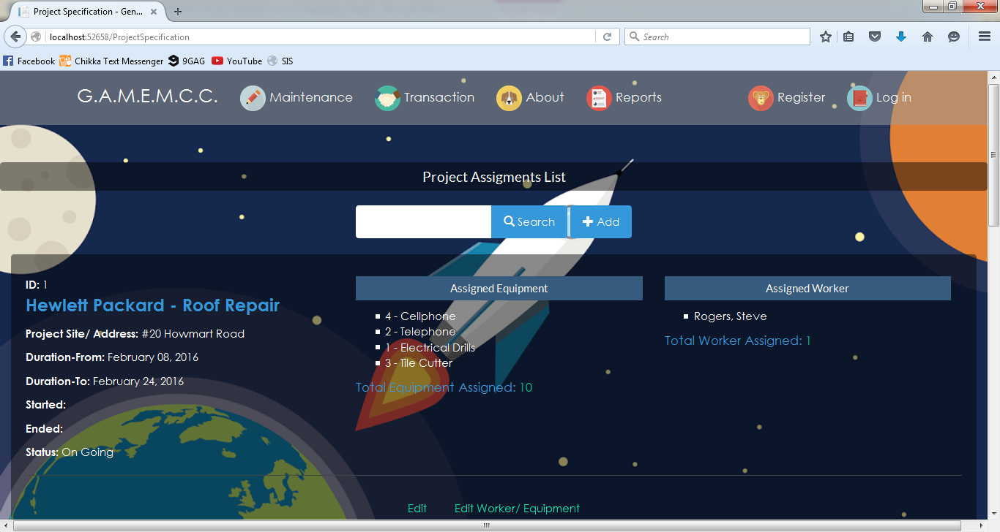 Project Specification - Gen...
localhost:52658/ProjectSpecification
Search
Facebook Chikka Text Messenger 9GAG YouTube SIS
G.A.M.E.M.C.C. Maintenance Transaction About Reports Register Log in
Project Assigments List
Search Add
ID: 1
Hewlett Packard - Roof Repair
Project Site/ Address: #20 Howmart Road
Duration-From: February 08, 2016
Duration-To: February 24, 2016
Started:
Ended:
Status: On Going
Assigned Equipment
4 - Cellphone
2 - Telephone
1 - Electrical Drills
3 - Tile Cutter
Total Equipment Assigned: 10
Assigned Worker
Rogers, Steve
Total Worker Assigned: 1
Edit Edit Worker/ Equipment